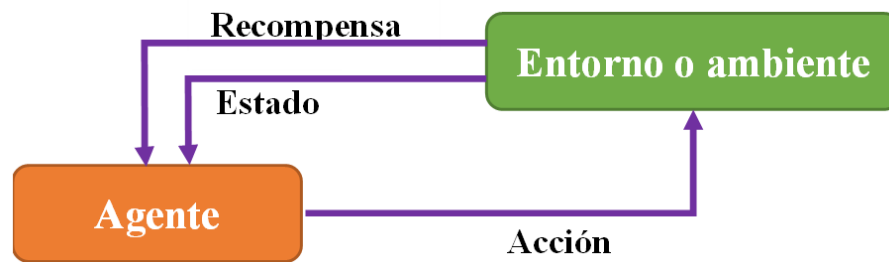 Recompensa
Entorno o ambiente
Estado
Agente
Acción